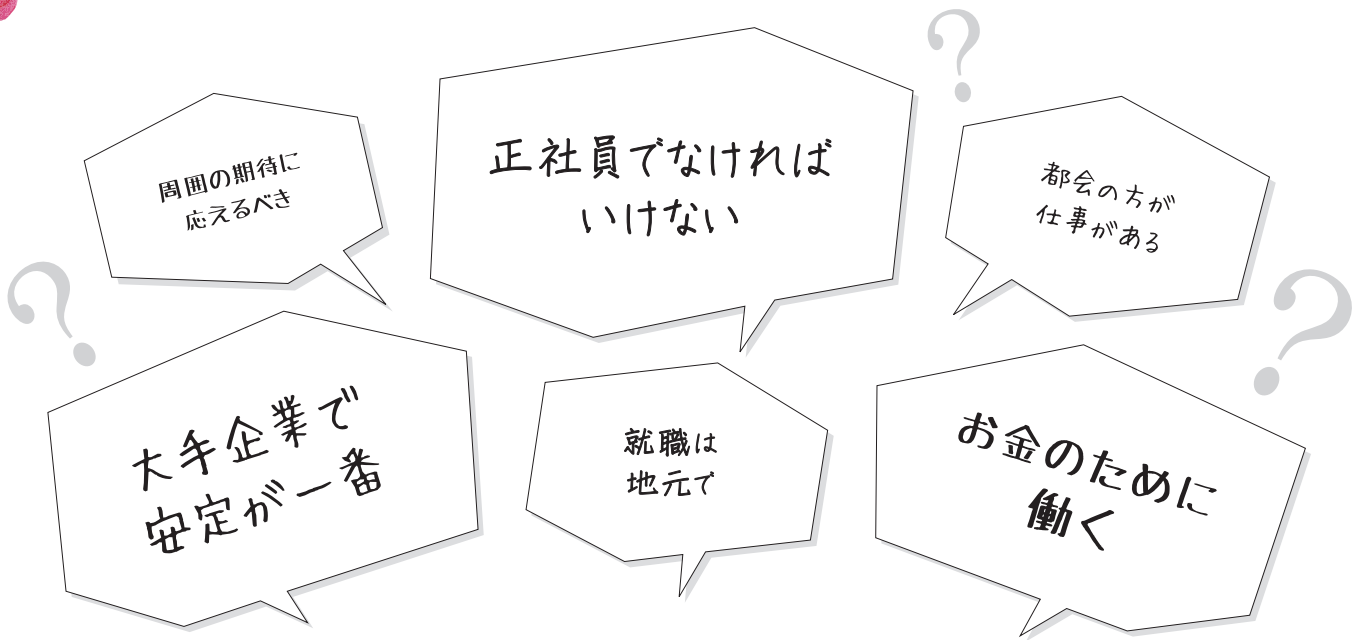 周囲の期待に
応えるべき
正社員でなければ
いけない
都会の方が
仕事がある
大手企業で
安定が一番
就職は
地元で
お金のために
働く
?
?
?